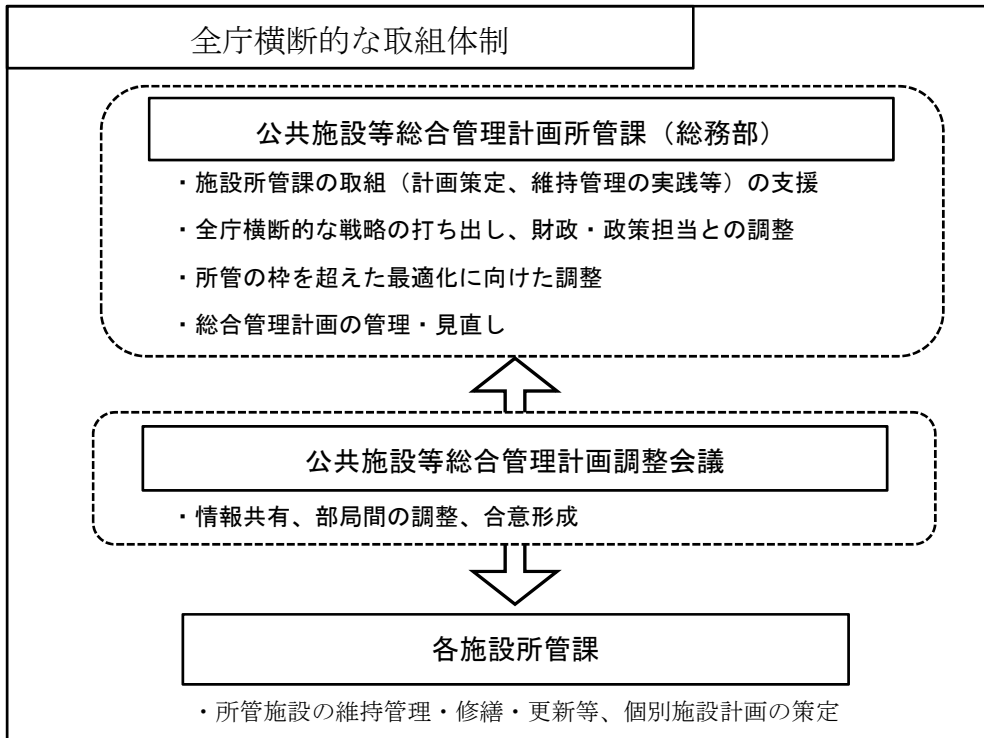 全庁横断的な取組体制
公共施設等総合管理計画所管課（総務部）
・施設所管課の取組（計画策定、維持管理の実践等）の支援
・全庁横断的な戦略の打ち出し、財政・政策担当との調整
・所管の枠を超えた最適化に向けた調整
・総合管理計画の管理・見直し
公共施設等総合管理計画調整会議
・情報共有、部局間の調整、合意形成
各施設所管課
・所管施設の維持管理・修繕・更新等、個別施設計画の策定